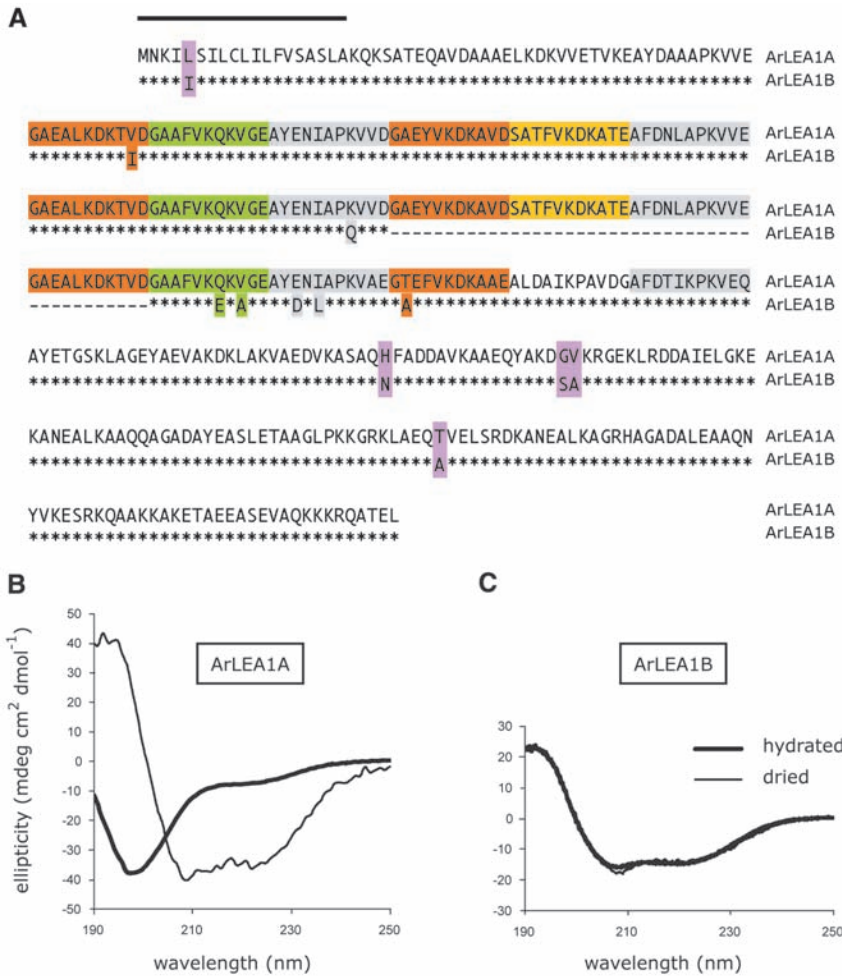 A
MNKILSILCLILFVSASLAKQKSATEQAVDAAAELKDKVVETVKEAYDAAAPKVVE ArLEA1A
****I*************************************************** ArLEA1B
GAEALKDKTVDGAAFVKQKVGEAYENIAPKVVDGAEYVKDKAVDSATFVKDKATEAFDNLAPKVVE ArLEA1A
*********I******************************************************** ArLEA1B
GAEALKDKTVDGAAFVKQKVGEAYENIAPKVVDGAEYVKDKAVDSATFVKDKATEAFDNLAPKVVE ArLEA1A
*****************************Q***--------------------------------- ArLEA1B
GAEALKDKTVDGAAFVKQKVGEAYENIAPKVAEGTEFVKDKAAEALDAIKPAVDGAFDTIKPKVEQ ArLEA1A
-----------******E*A****D*L*******A******************************* ArLEA1B
AYETGSKLAGEYAEVAKDKLAKVAEDVKASAQHFADDAVKAAEQYAKDGVKRGEKLRDDAIELGKE ArLEA1A
********************************N***************SA**************** ArLEA1B
KANEALKAAQQAGADAYEASLETAAGLPKKGRKLAEQTVELSRDKANEALKAGRHAGADALEAAQN ArLEA1A
*************************************A**************************** ArLEA1B
YVKESRKQAAKKAKETAEEASEVAQKKKRQATEL ArLEA1A
********************************** ArLEA1B
B
50
40
30
20
10
0
-10
-20
-30
-40
-50
ArLEA1A
190
210
230
250
ellipticity (mdeg cm² dmol⁻¹)
wavelength (nm)
C
ArLEA1B
30
20
10
0
-10
-20
-30
hydrated
dried
190
210
230
250
wavelength (nm)